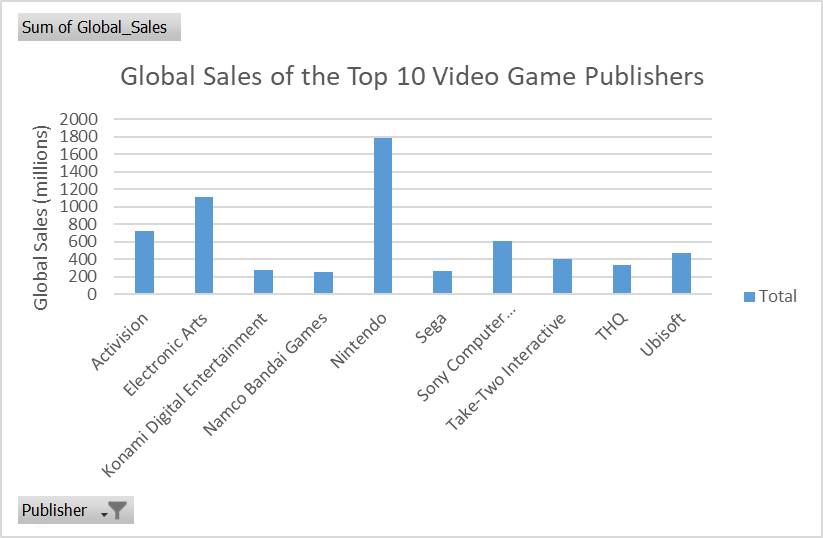 Sum of Global_Sales
Global Sales of the Top 10 Video Game Publishers
Global Sales (millions)
2000
1800
1600
1400
1200
1000
800
600
400
200
0
Activision
Electronic Arts
Konami Digital Entertainment
Namco Bandai Games
Nintendo
Sega
Sony Computer...
Take-Two Interactive
THQ
Ubisoft
Total
Publisher